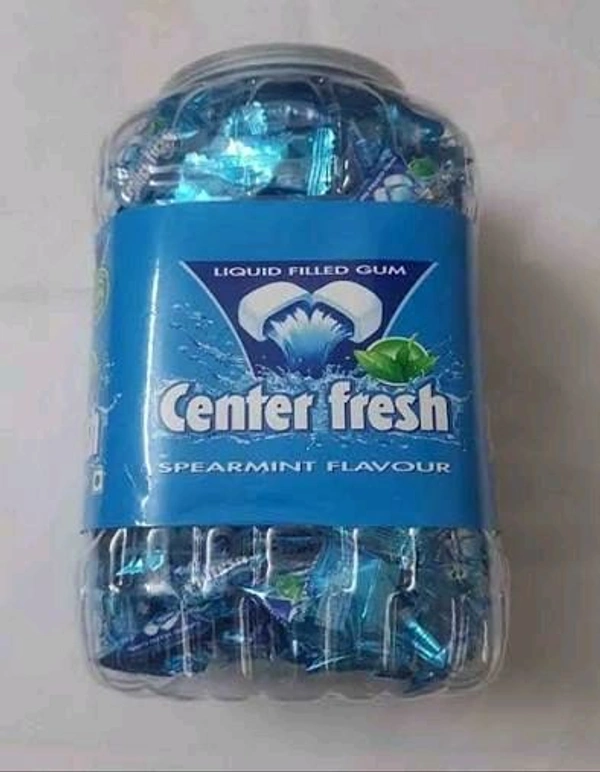 LIQUID FILLED GUM
Center fresh
SPEARMINT FLAVOUR